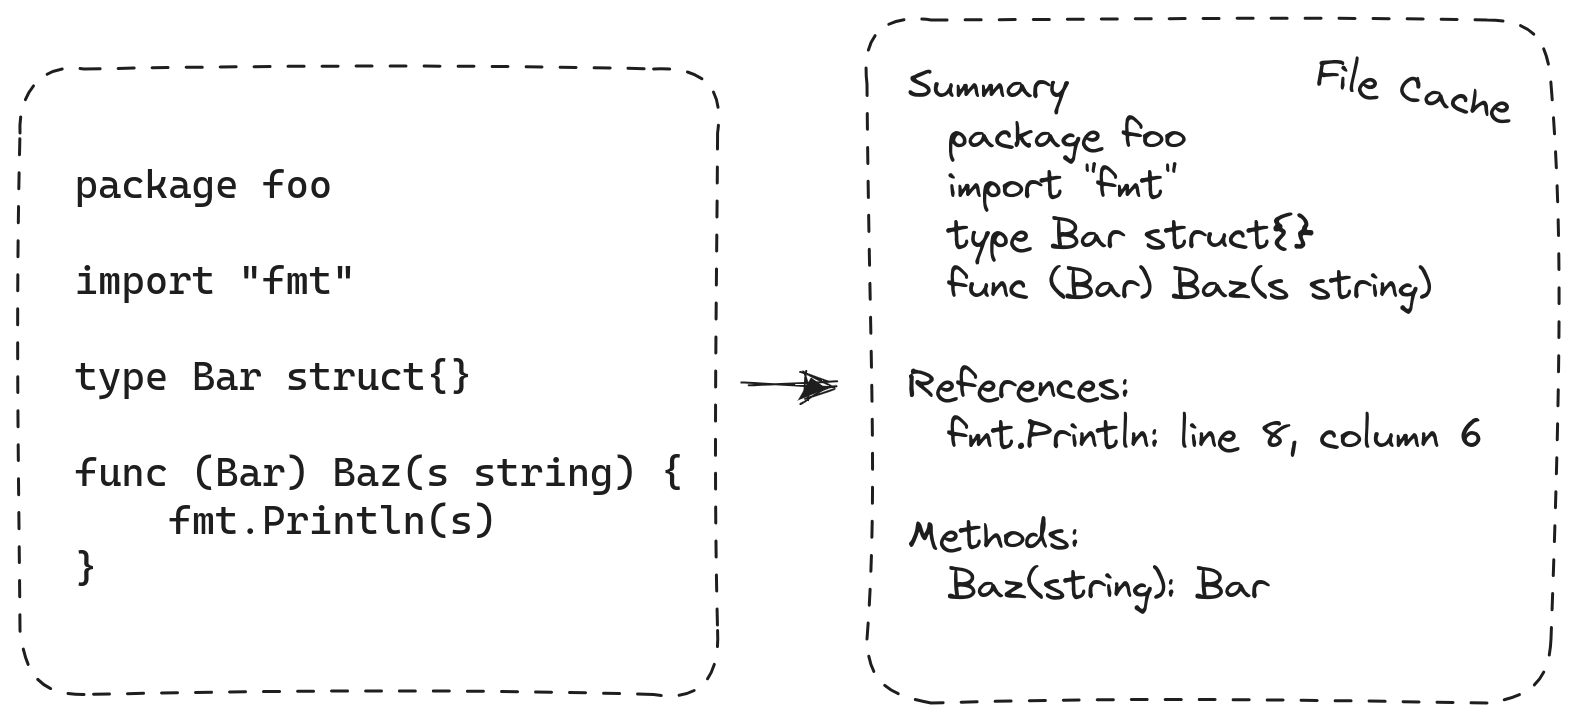 package foo
import "fmt"
type Bar struct{}
func (Bar) Baz(s string) {
fmt.Println(s)
}
File Cache
Summary
package foo
import "fmt"
type Bar struct{}
func (Bar) Baz(s string)
References:
fmt.Println: line 8, column 6
Methods:
Baz(string): Bar